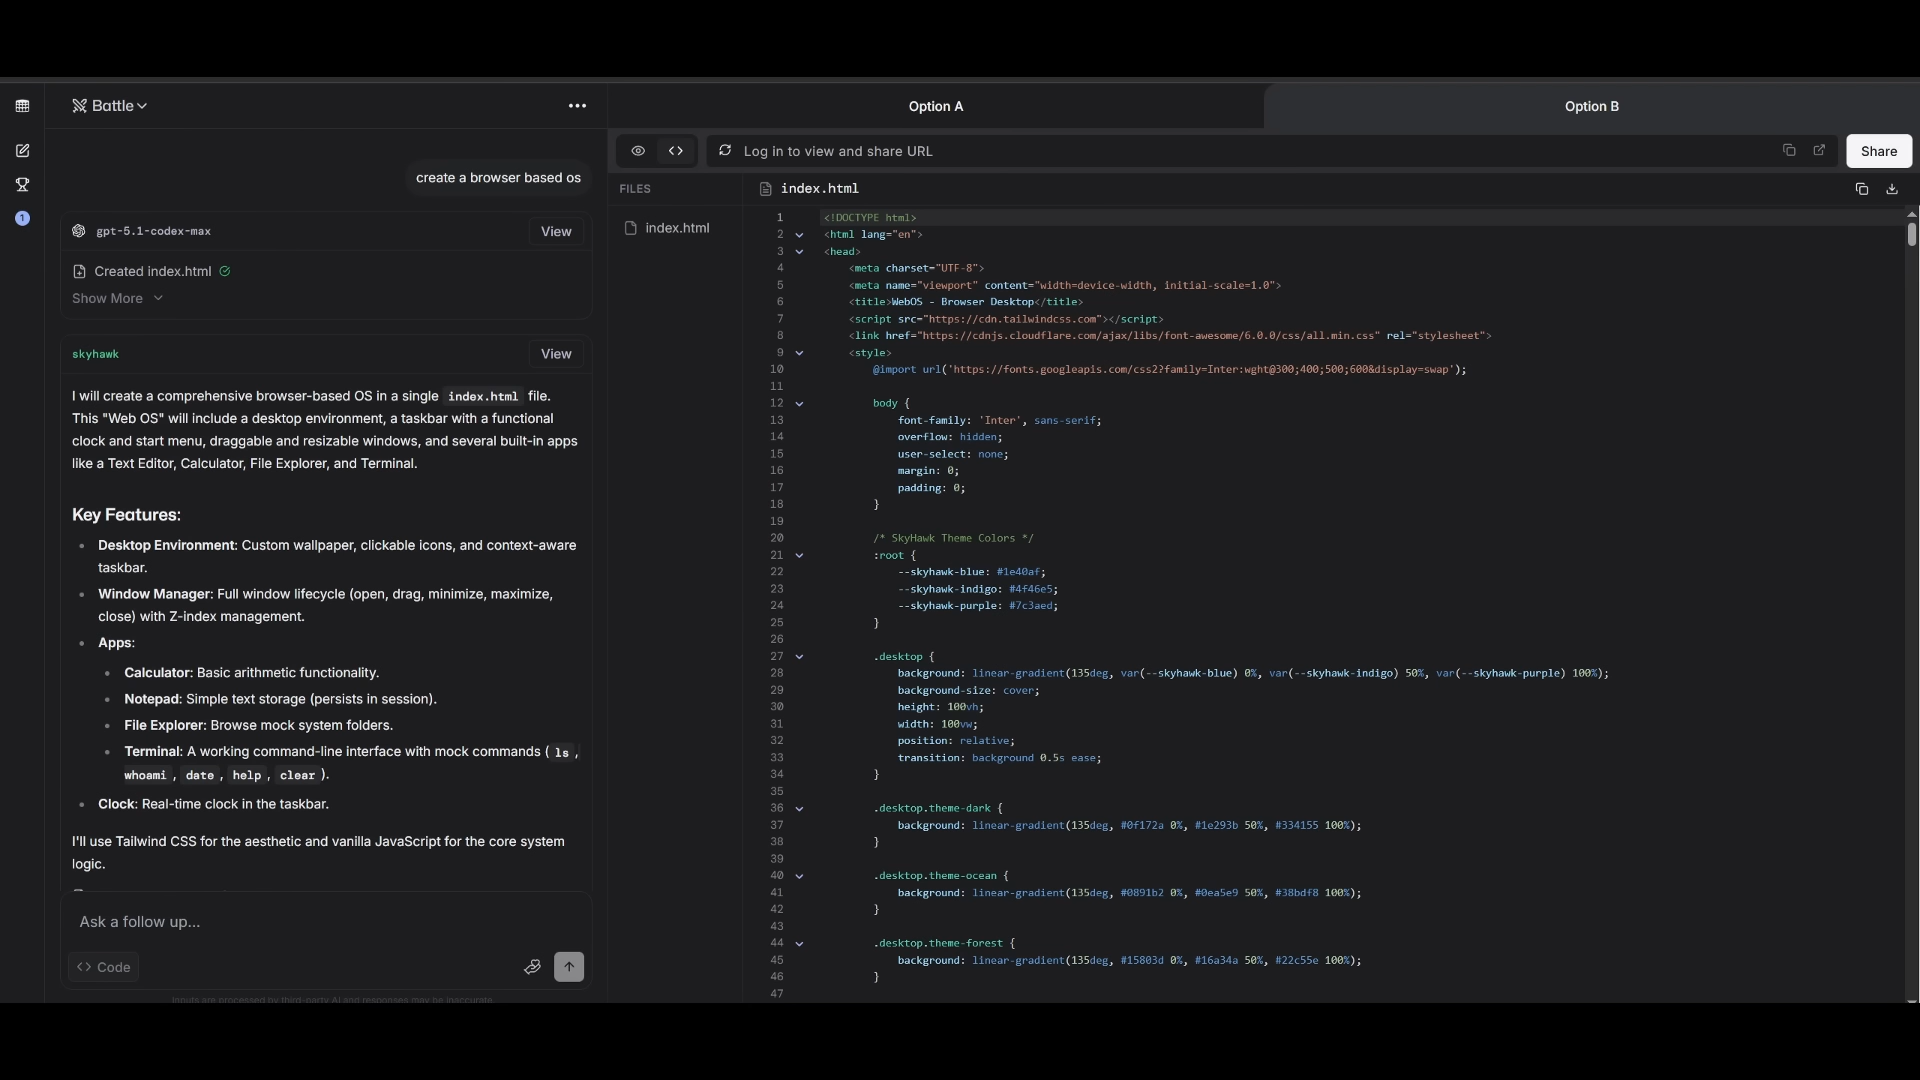 Battle
create a browser based os
gpt-5.1-codex-max
View
Created index.html
Show More
skyhawk
View
I will create a comprehensive browser-based OS in a single index.html file.
This "Web OS" will include a desktop environment, a taskbar with a functional
clock and start menu, draggable and resizable windows, and several built-in apps
like a Text Editor, Calculator, File Explorer, and Terminal.
Key Features:
• Desktop Environment: Custom wallpaper, clickable icons, and context-aware
taskbar.
• Window Manager: Full window lifecycle (open, drag, minimize, maximize,
close) with Z-index management.
• Apps:
• Calculator: Basic arithmetic functionality.
• Notepad: Simple text storage (persists in session).
• File Explorer: Browse mock system folders.
• Terminal: A working command-line interface with mock commands ( ls ,
whoami , date , help , clear ).
• Clock: Real-time clock in the taskbar.
I'll use Tailwind CSS for the aesthetic and vanilla JavaScript for the core system
logic.
Ask a follow up...
<> Code
Inputs are processed by third-party AI and responses may be inaccurate.
1
Option A
Option B
Log in to view and share URL
Share
FILES
index.html
index.html
1 <!DOCTYPE html>
2 <html lang="en">
3 <head>
4 <meta charset="UTF-8">
5 <meta name="viewport" content="width=device-width, initial-scale=1.0">
6 <title>WebOS - Browser Desktop</title>
7 <script src="https://cdn.tailwindcss.com"></script>
8 <link href="https://cdnjs.cloudflare.com/ajax/libs/font-awesome/6.0.0/css/all.min.css" rel="stylesheet">
9 <style>
10 @import url('https://fonts.googleapis.com/css2?family=Inter:wght@300;400;500;600&display=swap');
11
12 body {
13 font-family: 'Inter', sans-serif;
14 overflow: hidden;
15 user-select: none;
16 margin: 0;
17 padding: 0;
18 }
19
20 /* SkyHawk Theme Colors */
21 :root {
22 --skyhawk-blue: #1e40af;
23 --skyhawk-indigo: #4f46e5;
24 --skyhawk-purple: #7c3aed;
25 }
26
27 .desktop {
28 background: linear-gradient(135deg, var(--skyhawk-blue) 0%, var(--skyhawk-indigo) 50%, var(--skyhawk-purple) 100%);
29 background-size: cover;
30 height: 100vh;
31 width: 100vw;
32 position: relative;
33 transition: background 0.5s ease;
34 }
35
36 .desktop.theme-dark {
37 background: linear-gradient(135deg, #0f172a 0%, #1e293b 50%, #334155 100%);
38 }
39
40 .desktop.theme-ocean {
41 background: linear-gradient(135deg, #0891b2 0%, #0ea5e9 50%, #38bdf8 100%);
42 }
43
44 .desktop.theme-forest {
45 background: linear-gradient(135deg, #15803d 0%, #16a34a 50%, #22c55e 100%);
46 }
47